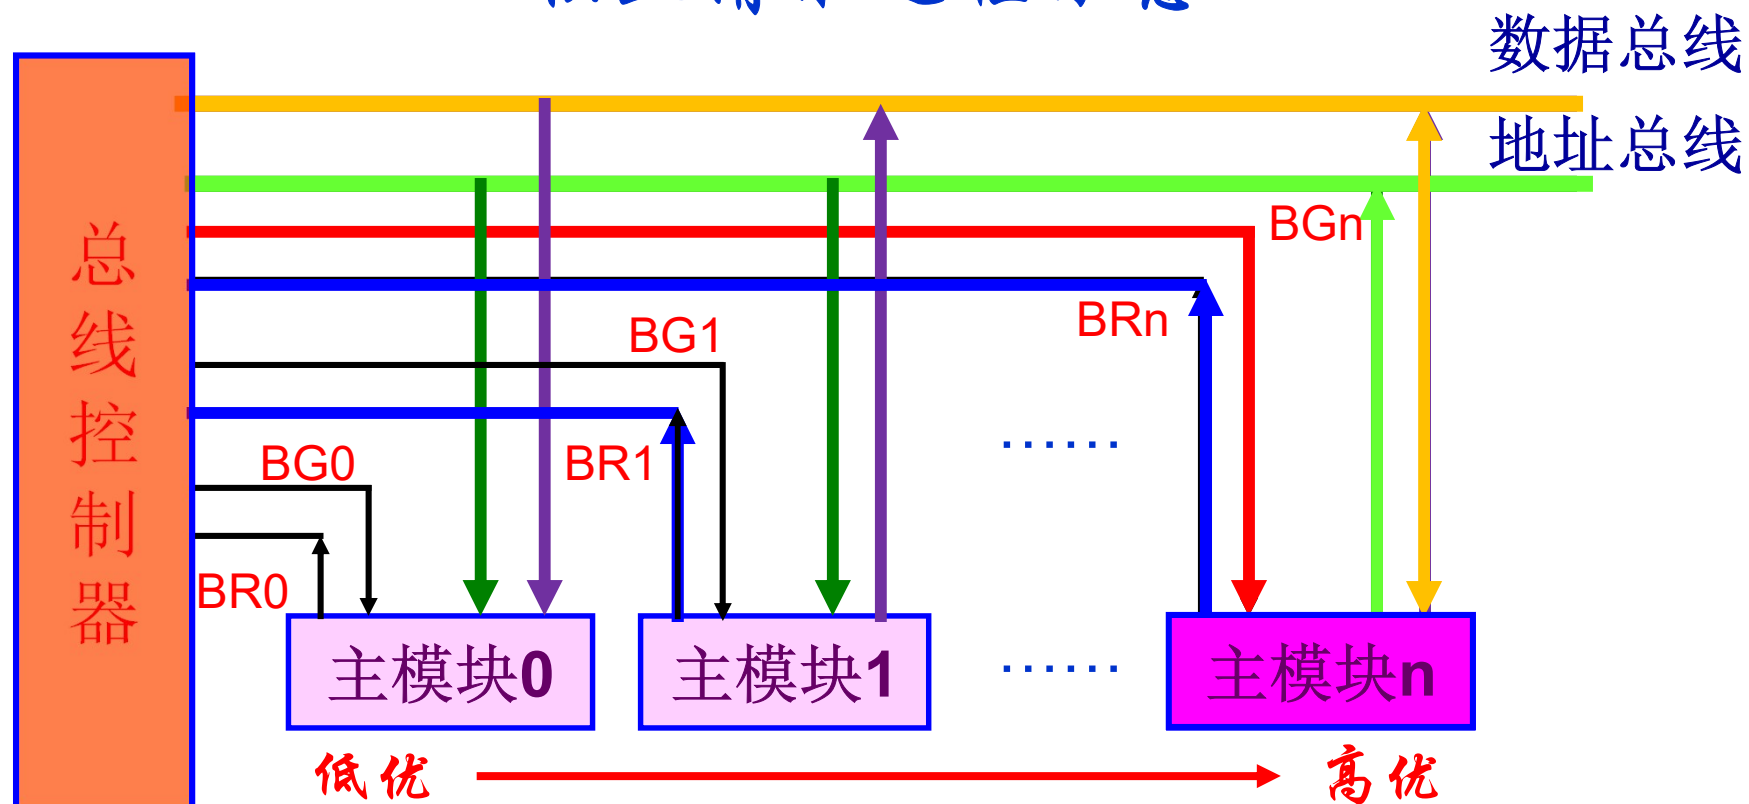 数据总线
地址总线
总线控制器
BGn
BRn
BG1
BG0
BR1
BR0
......
主模块0
主模块1
......
主模块n
低优
高优